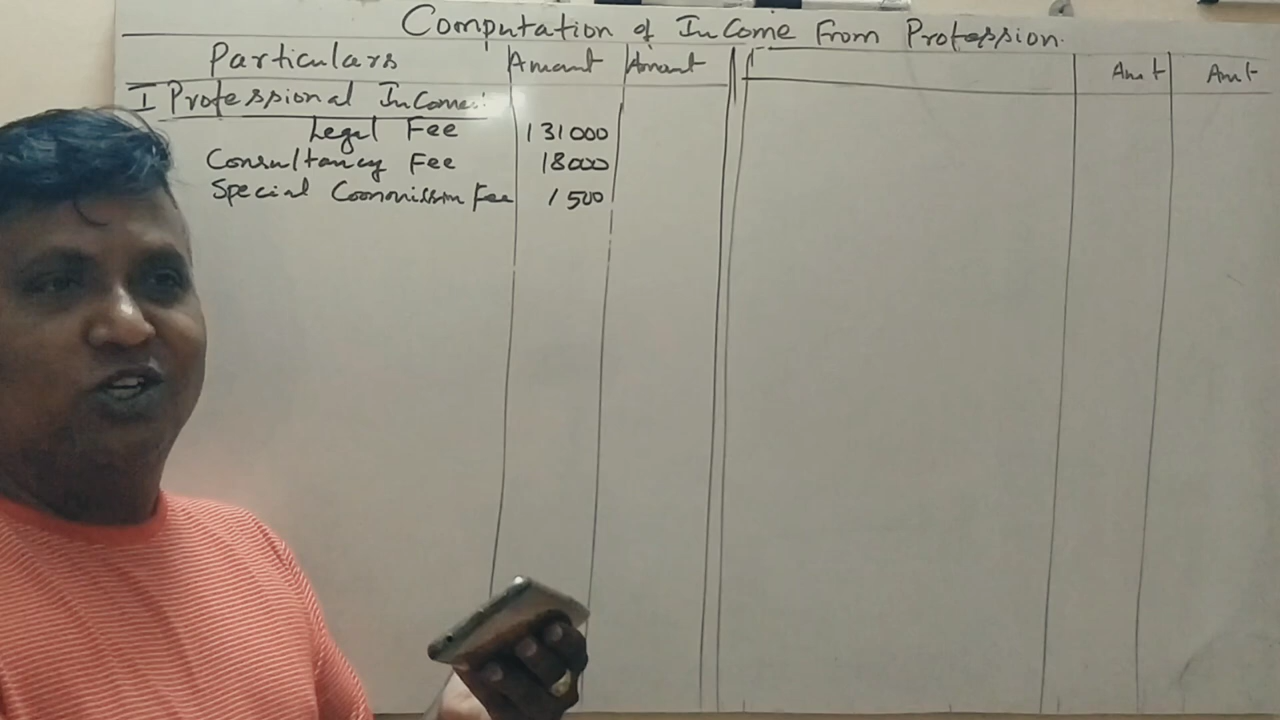 Computation of InCome From Profession.
Particulars Amount Amount Amt Amt
I Professional InCome:
Legal Fee 131000
Consultancy Fee 18000
Special Commission Fee 1500